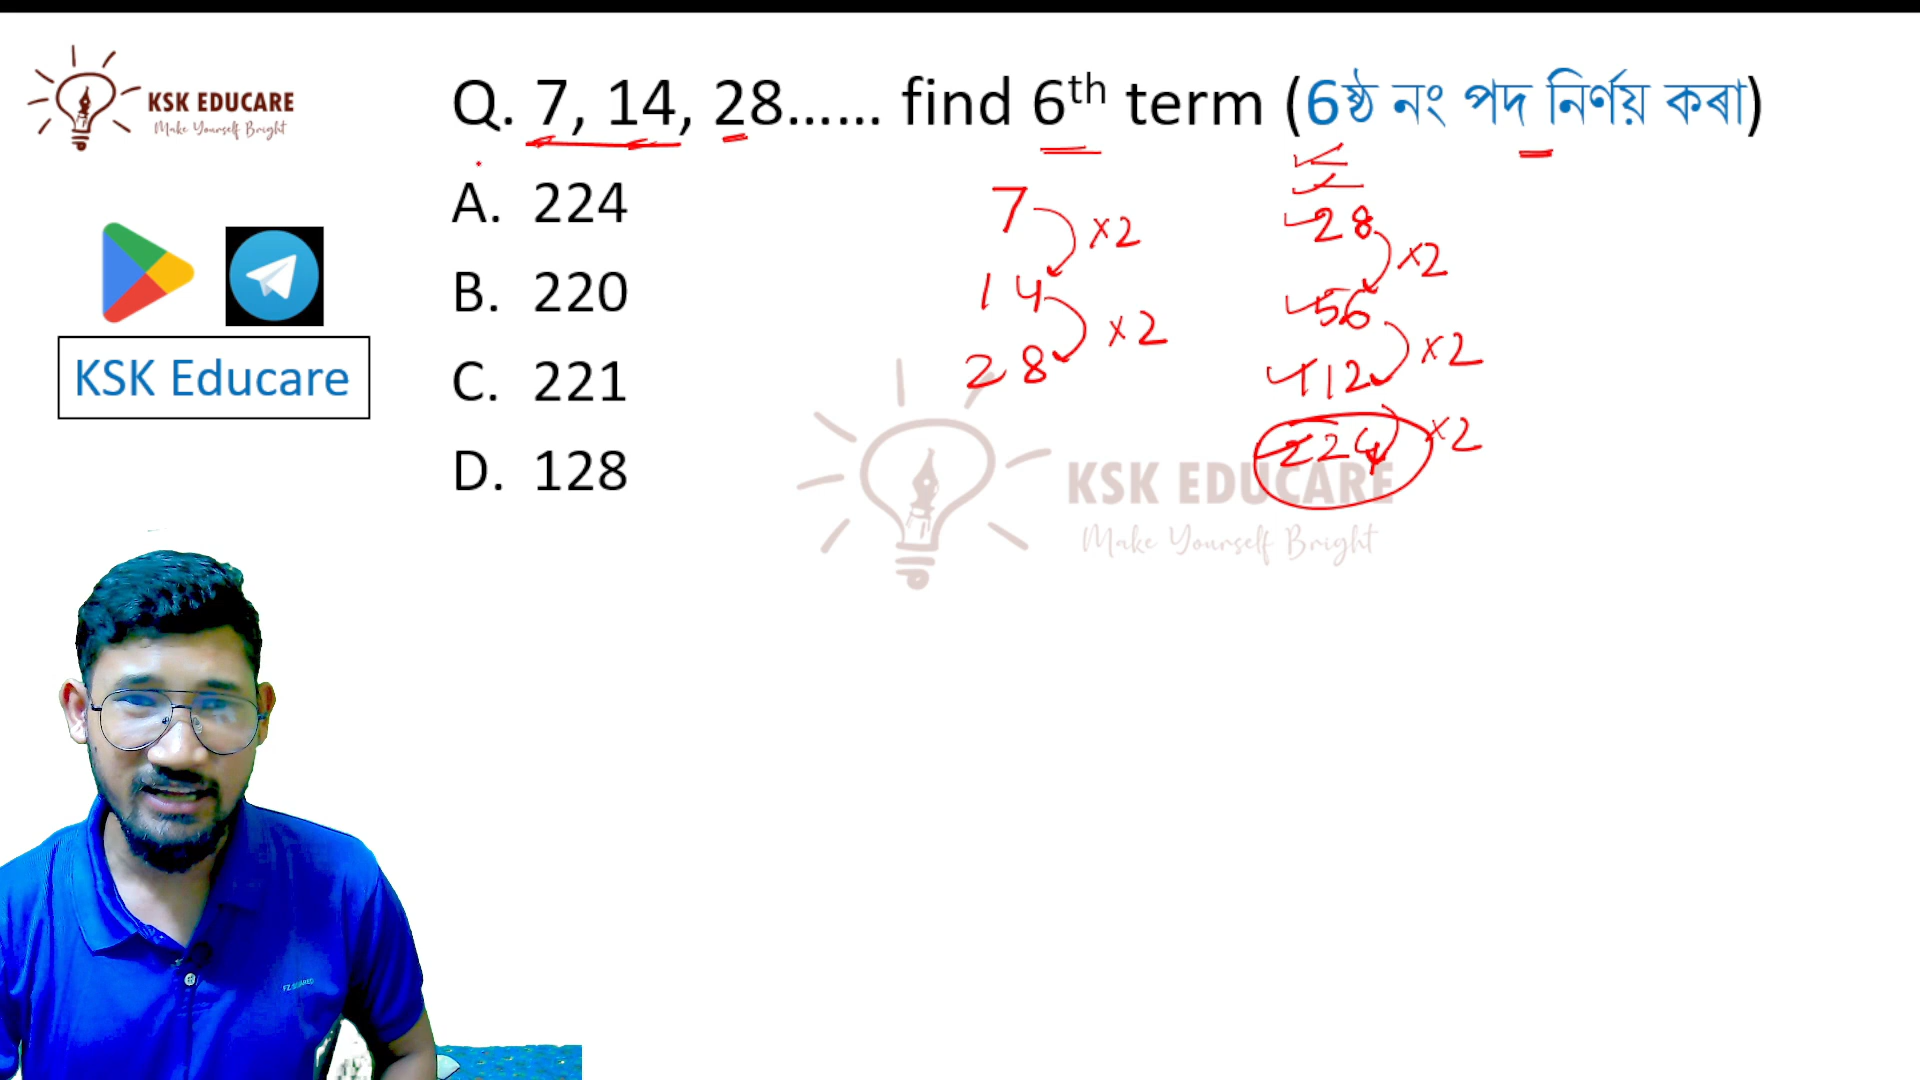 KSK EDUCARE
Make Yourself Bright
Q. 7, 14, 28...... find 6th term (6ষ্ঠ নং পদ নিৰ্ণয় কৰা)
A. 224
B. 220
C. 221
D. 128
KSK Educare
7
×2
14
×2
28
28
×2
56
×2
112
×2
224
KSK EDUCARE
Make Yourself Bright